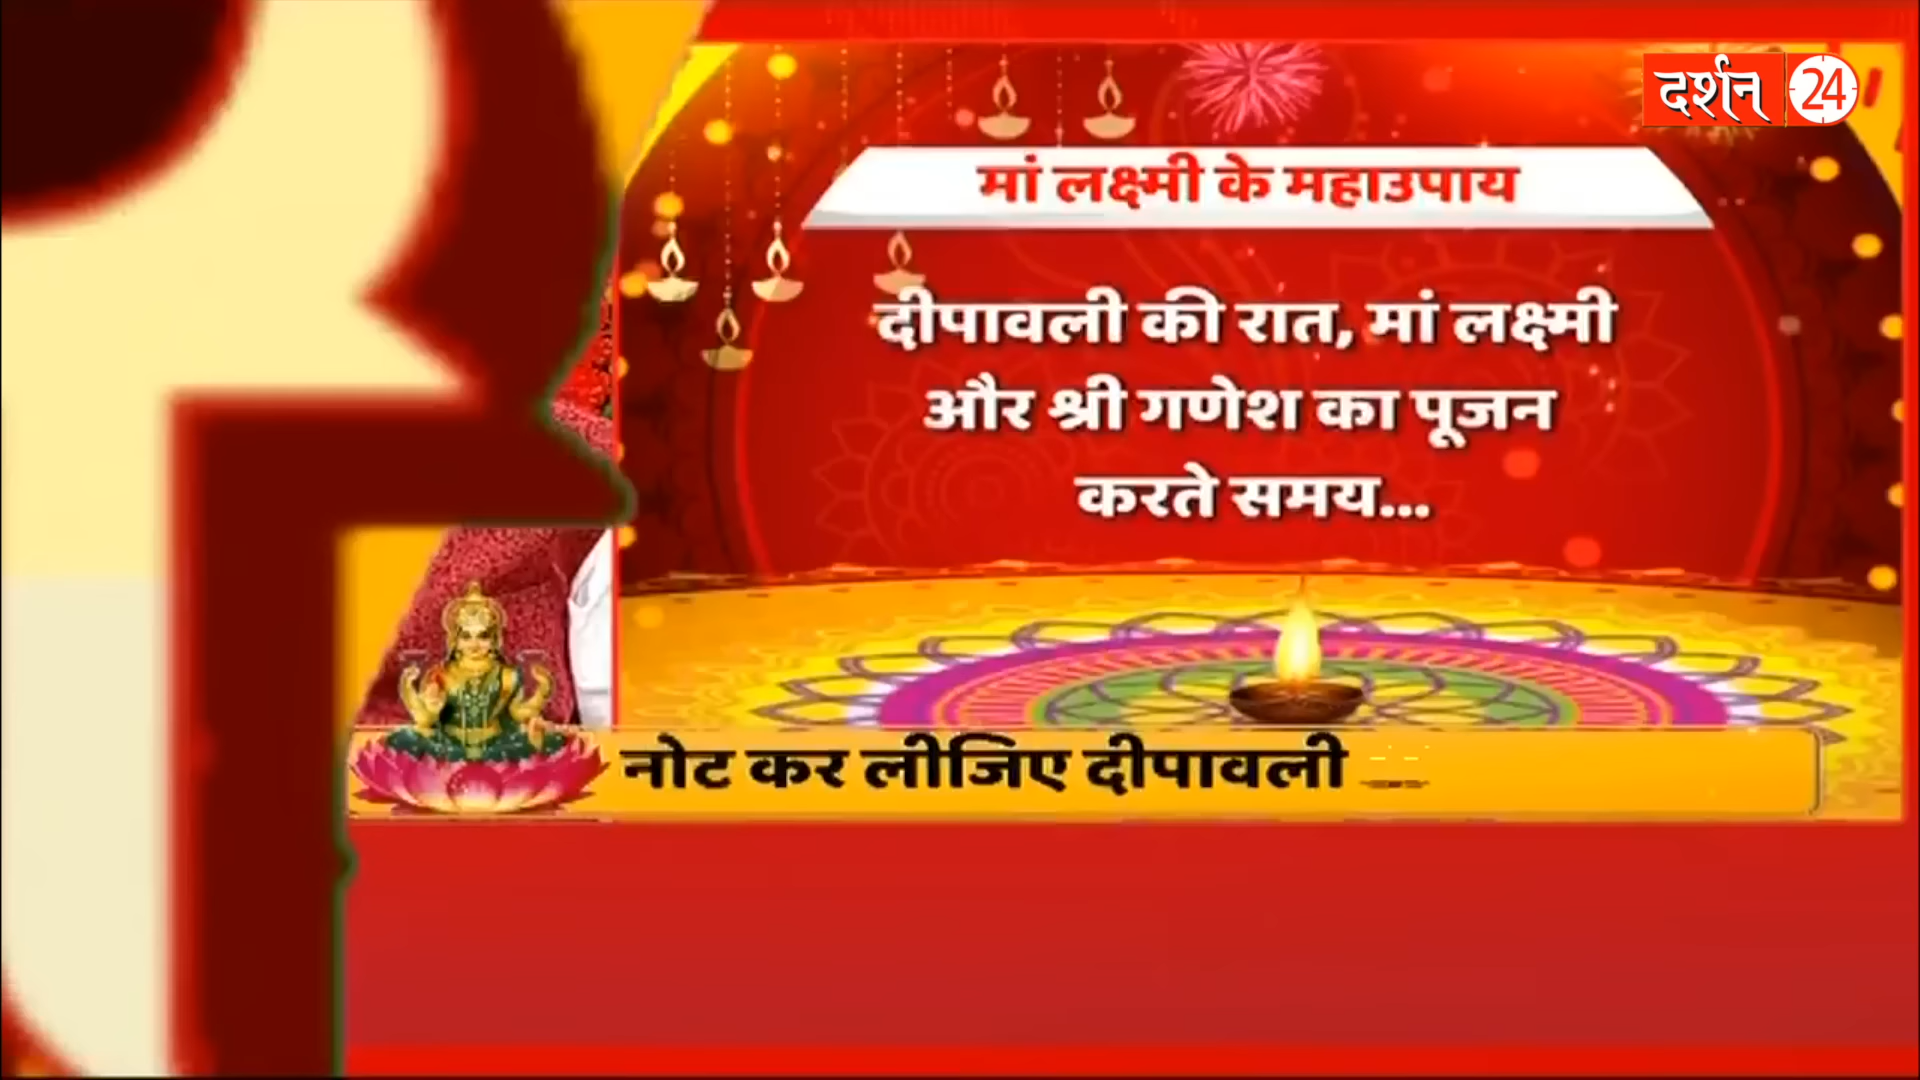 दर्शन 24
मां लक्ष्मी के महाउपाय
दीपावली की रात, मां लक्ष्मी
और श्री गणेश का पूजन
करते समय...
नोट कर लीजिए दीपावली